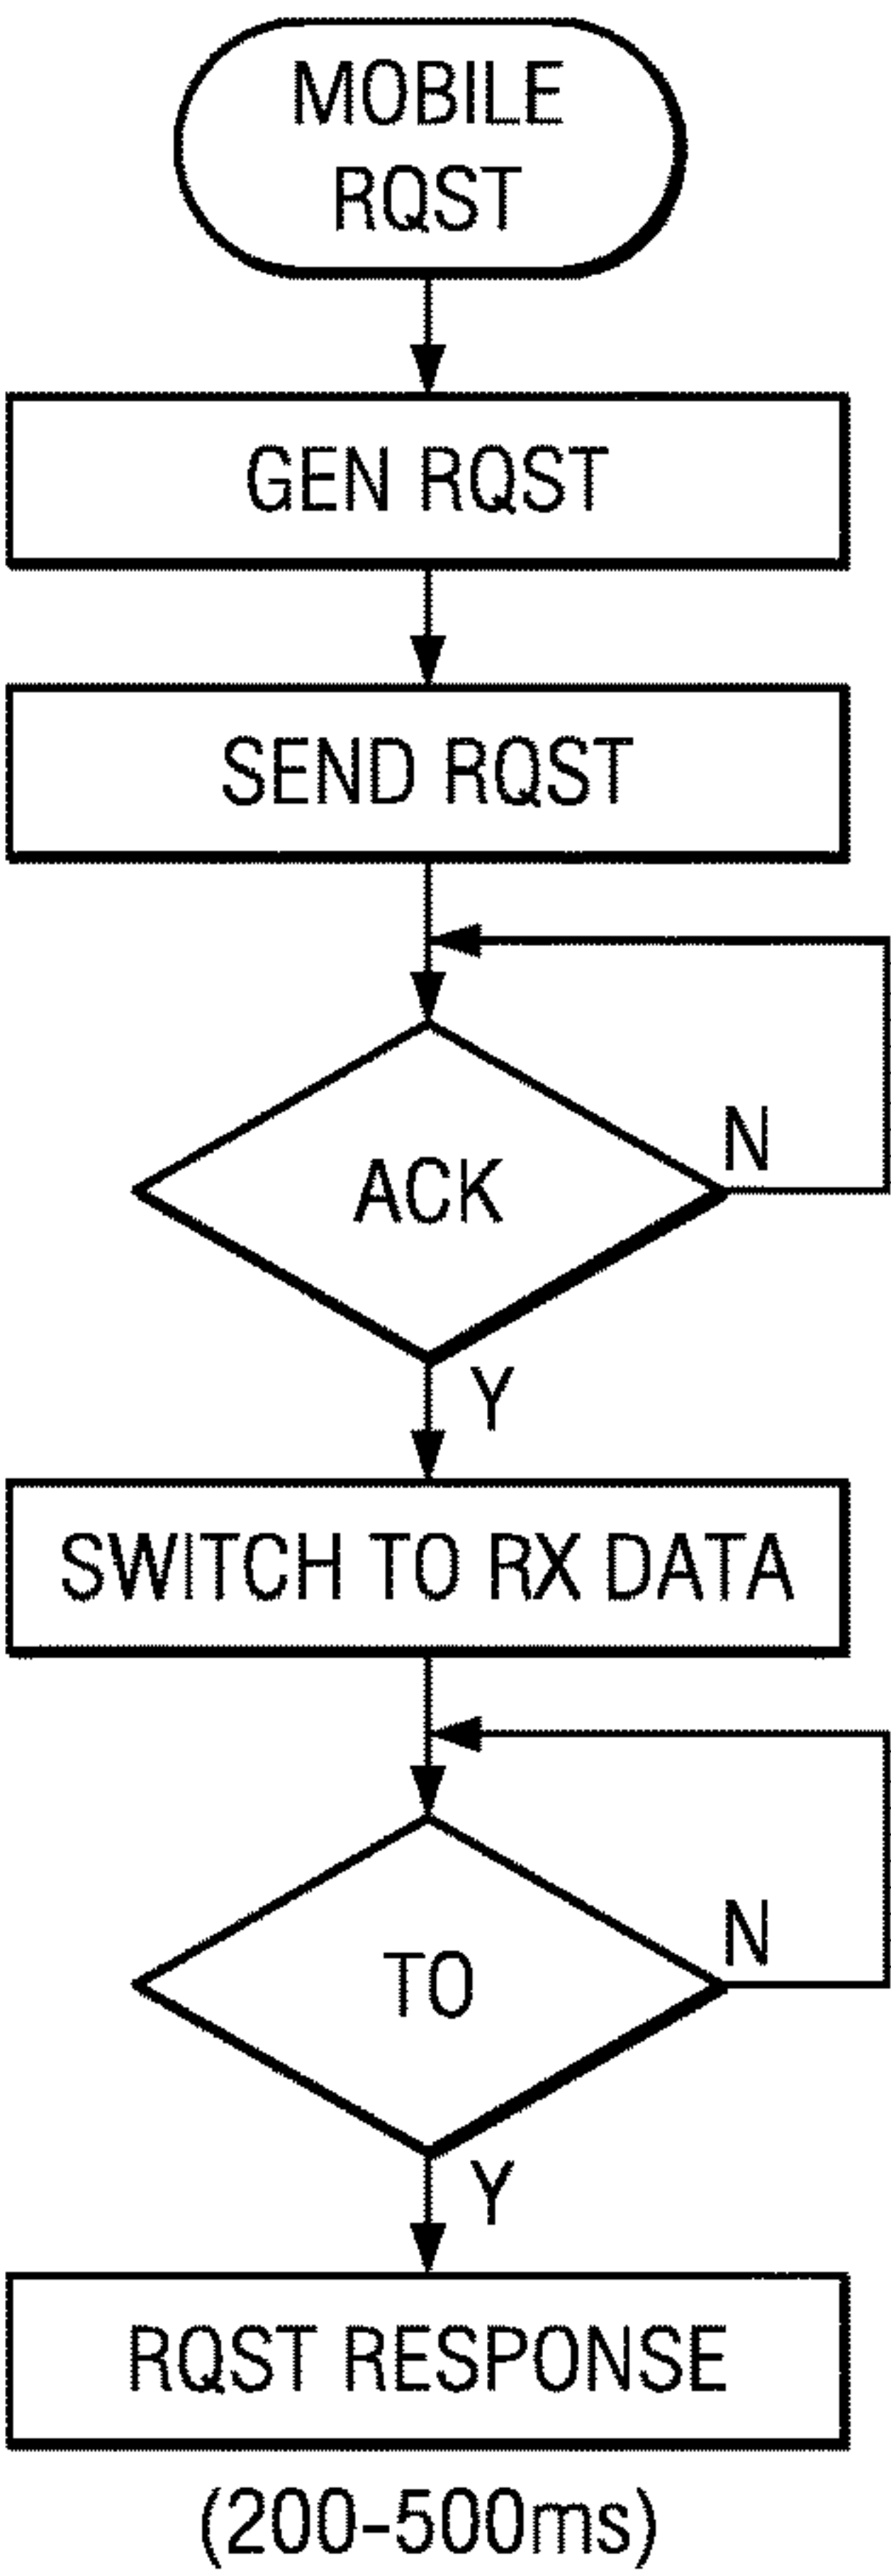 MOBILE
RQST
GEN RQST
SEND RQST
ACK
N
Y
SWITCH TO RX DATA
TO
N
Y
RQST RESPONSE
(200-500ms)